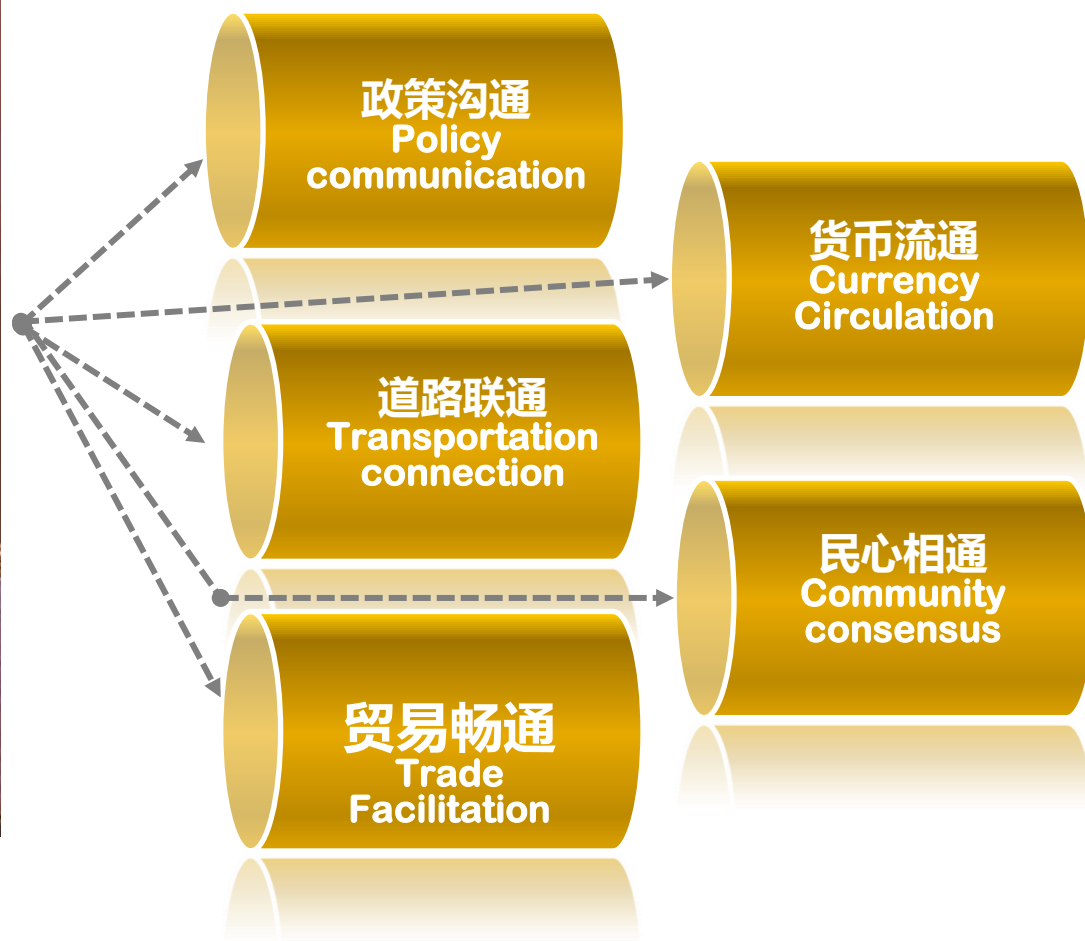 政策沟通
Policy
communication
货币流通
Currency
Circulation
道路联通
Transportation
connection
民心相通
Community
consensus
贸易畅通
Trade
Facilitation